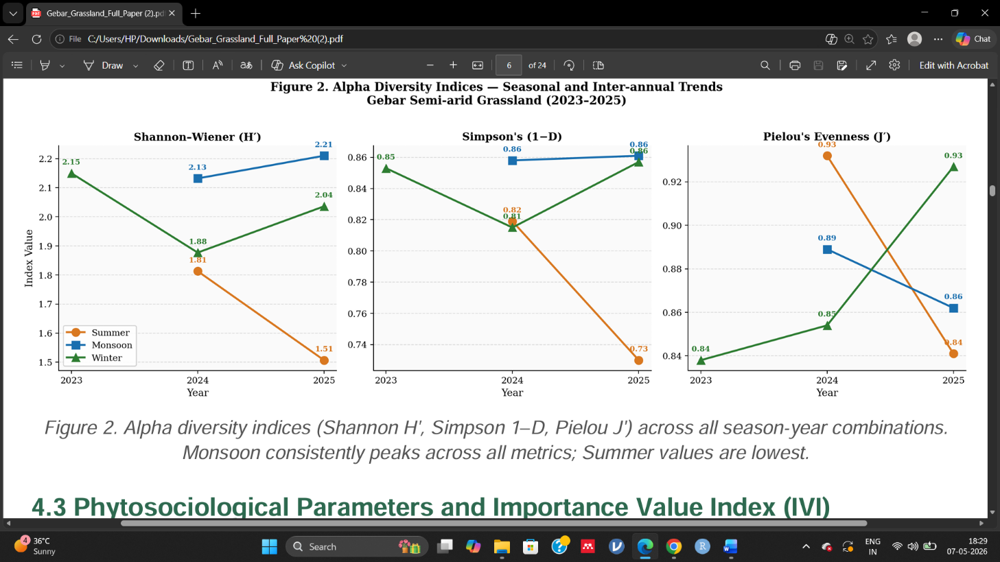 Gebar_Grassland_Full_Paper (2).pd
File C:/Users/HP/Downloads/Gebar_Grassland_Full_Paper%20(2).pdf
Chat
Draw
aあ
Ask Copilot
6 of 24
Edit with Acrobat
Figure 2. Alpha Diversity Indices — Seasonal and Inter-annual Trends
Gebar Semi-arid Grassland (2023–2025)
Shannon–Wiener (H′)
Index Value
2.2
2.1
2.0
1.9
1.8
1.7
1.6
1.5
2.15
2.13
2.21
1.88
2.04
1.81
1.51
Summer
Monsoon
Winter
2023 2024 2025
Year
Simpson's (1−D)
0.86
0.84
0.82
0.80
0.78
0.76
0.74
0.85
0.86
0.86
0.86
0.82
0.81
0.73
2023 2024 2025
Year
Pielou's Evenness (J′)
0.92
0.90
0.88
0.86
0.84
0.93
0.93
0.89
0.86
0.85
0.84
0.84
2023 2024 2025
Year
Figure 2. Alpha diversity indices (Shannon H', Simpson 1–D, Pielou J') across all season-year combinations.
Monsoon consistently peaks across all metrics; Summer values are lowest.
4.3 Phytosociological Parameters and Importance Value Index (IVI)
4
36°C
Sunny
Search
ENG
IN
18:29
07-05-2026